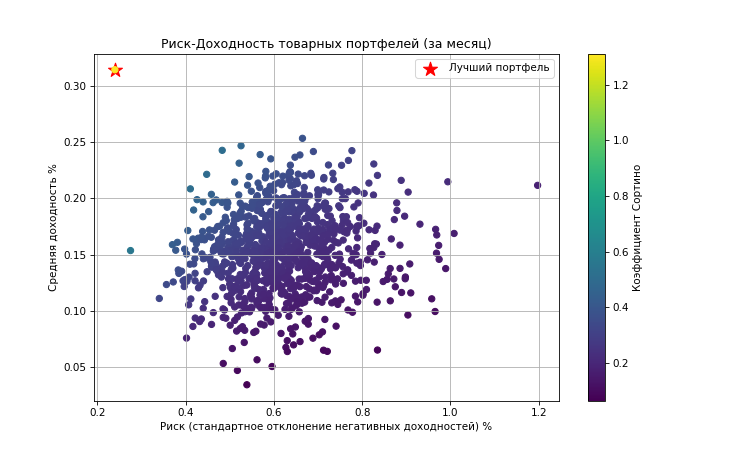 Риск-Доходность товарных портфелей (за месяц)
Лучший портфель
Средняя доходность %
0.30
0.25
0.20
0.15
0.10
0.05
0.2 0.4 0.6 0.8 1.0 1.2
Риск (стандартное отклонение негативных доходностей) %
1.2
1.0
0.8
0.6
0.4
0.2
Коэффициент Сортино